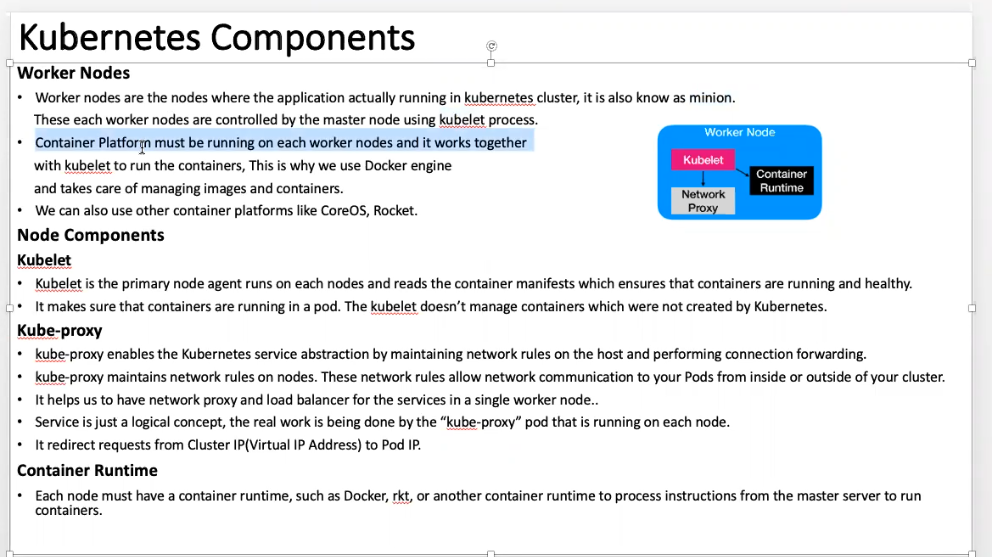 Kubernetes Components
Worker Nodes
• Worker nodes are the nodes where the application actually running in kubernetes cluster, it is also know as minion.
These each worker nodes are controlled by the master node using kubelet process.
• Container Platform must be running on each worker nodes and it works together
with kubelet to run the containers, This is why we use Docker engine
and takes care of managing images and containers.
• We can also use other container platforms like CoreOS, Rocket.
Worker Node
Kubelet
Container
Runtime
Network
Proxy
Node Components
Kubelet
• Kubelet is the primary node agent runs on each nodes and reads the container manifests which ensures that containers are running and healthy.
• It makes sure that containers are running in a pod. The kubelet doesn’t manage containers which were not created by Kubernetes.
Kube-proxy
• kube-proxy enables the Kubernetes service abstraction by maintaining network rules on the host and performing connection forwarding.
• kube-proxy maintains network rules on nodes. These network rules allow network communication to your Pods from inside or outside of your cluster.
• It helps us to have network proxy and load balancer for the services in a single worker node..
• Service is just a logical concept, the real work is being done by the “kube-proxy” pod that is running on each node.
• It redirect requests from Cluster IP(Virtual IP Address) to Pod IP.
Container Runtime
• Each node must have a container runtime, such as Docker, rkt, or another container runtime to process instructions from the master server to run
containers.